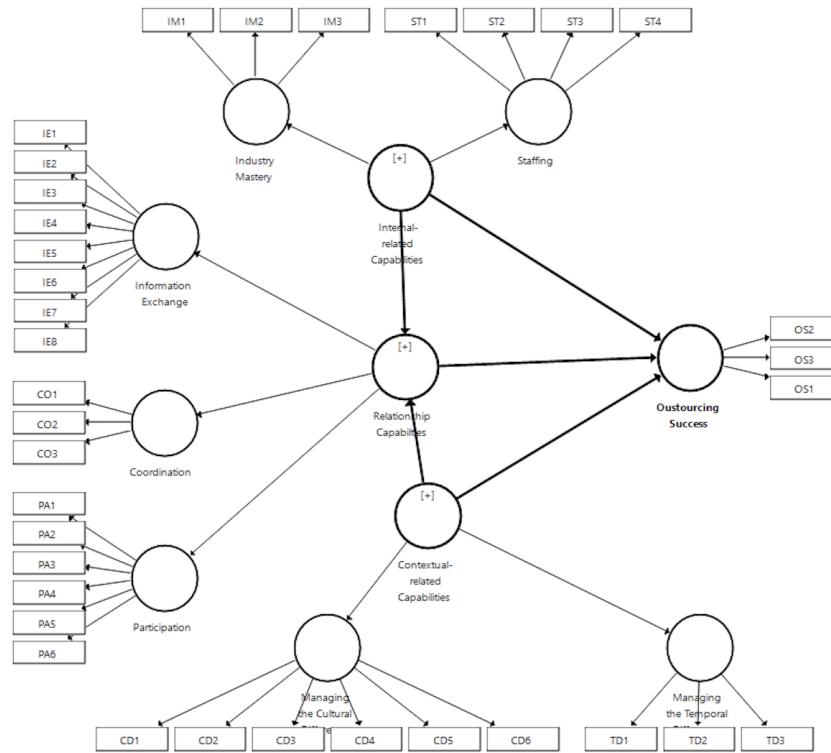 IM1
IM2
IM3
ST1
ST2
ST3
ST4
Industry
Mastery
Staffing
[+]
Internal-
related
Capabilities
IE1
IE2
IE3
IE4
IE5
IE6
IE7
IE8
Information
Exchange
[+]
Relationship
Capabilties
OS2
OS3
OS1
Oustourcing
Success
CO1
CO2
CO3
Coordination
[+]
Contextual-
related
Capabilities
PA1
PA2
PA3
PA4
PA5
PA6
Participation
Managing
the Cultural
Managing
the Temporal
CD1
CD2
CD3
CD4
CD5
CD6
TD1
TD2
TD3